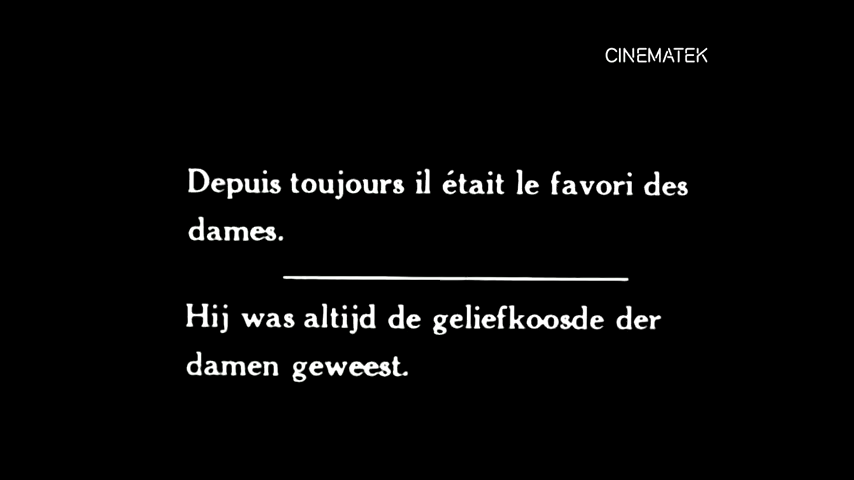 CINEMATEK
Depuis toujours il était le favori des
dames.
Hij was altijd de geliefkoosde der
damen geweest.